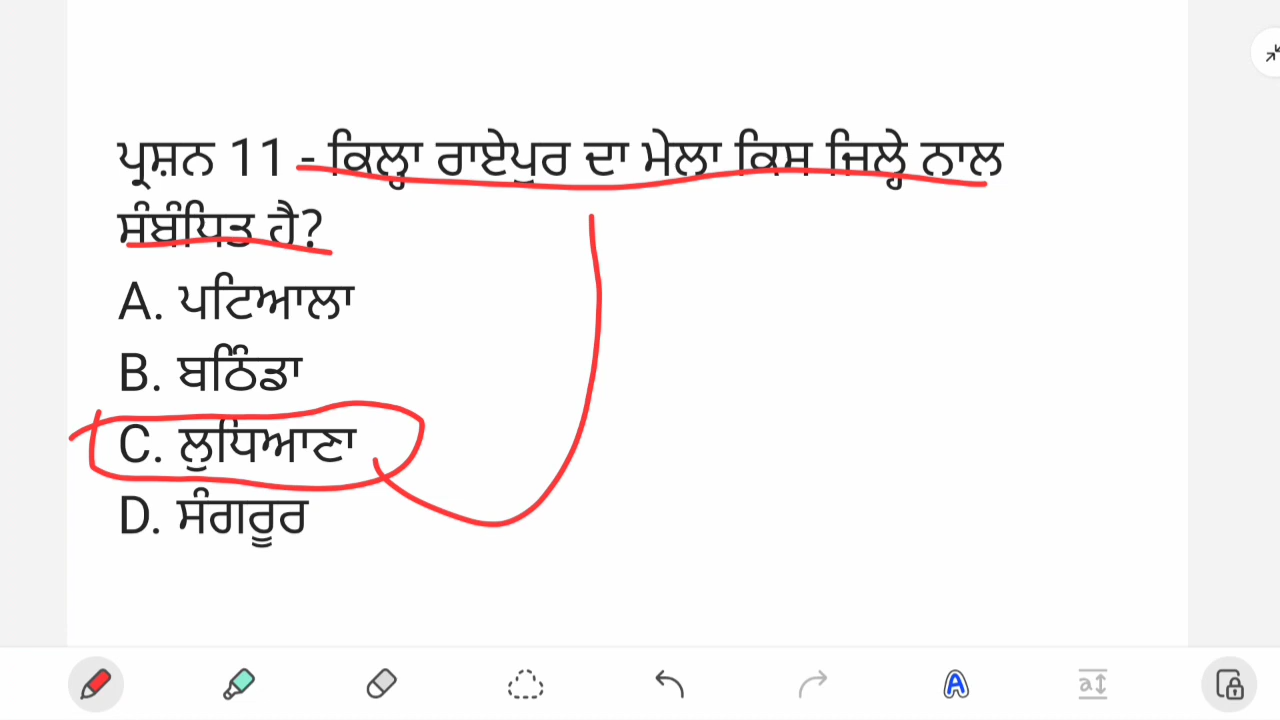 ਪ੍ਰਸ਼ਨ 11 - ਕਿਲ੍ਹਾ ਰਾਏਪੁਰ ਦਾ ਮੇਲਾ ਕਿਸ ਜ਼ਿਲ੍ਹੇ ਨਾਲ
ਸੰਬੰਧਿਤ ਹੈ?
A. ਪਟਿਆਲਾ
B. ਬਠਿੰਡਾ
C. ਲੁਧਿਆਣਾ
D. ਸੰਗਰੂਰ